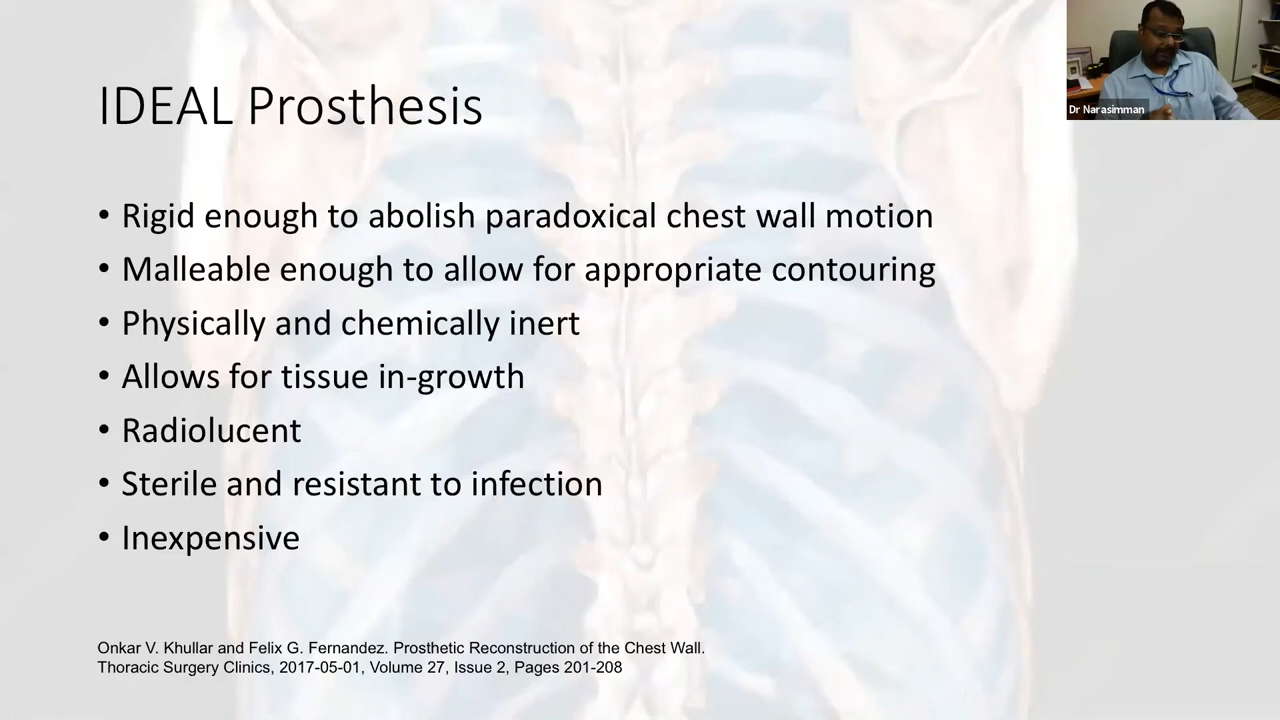 IDEAL Prosthesis
Dr Narasimman
• Rigid enough to abolish paradoxical chest wall motion
• Malleable enough to allow for appropriate contouring
• Physically and chemically inert
• Allows for tissue in-growth
• Radiolucent
• Sterile and resistant to infection
• Inexpensive
Onkar V. Khullar and Felix G. Fernandez. Prosthetic Reconstruction of the Chest Wall.
Thoracic Surgery Clinics, 2017-05-01, Volume 27, Issue 2, Pages 201-208